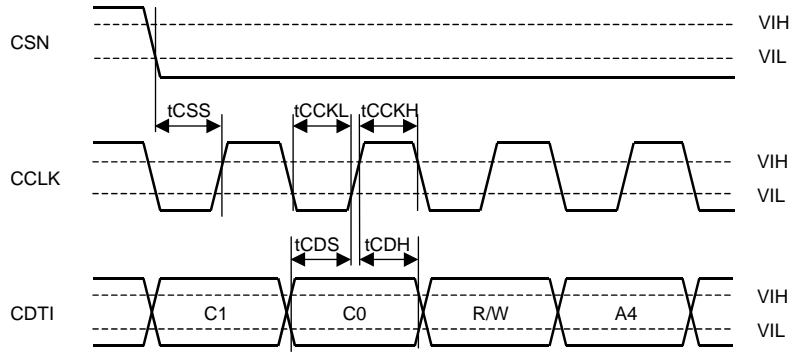 CSN
VIH
VIL
tCSS
tCCKL
tCCKH
CCLK
VIH
VIL
tCDS
tCDH
CDTI
C1
C0
R/W
A4
VIH
VIL